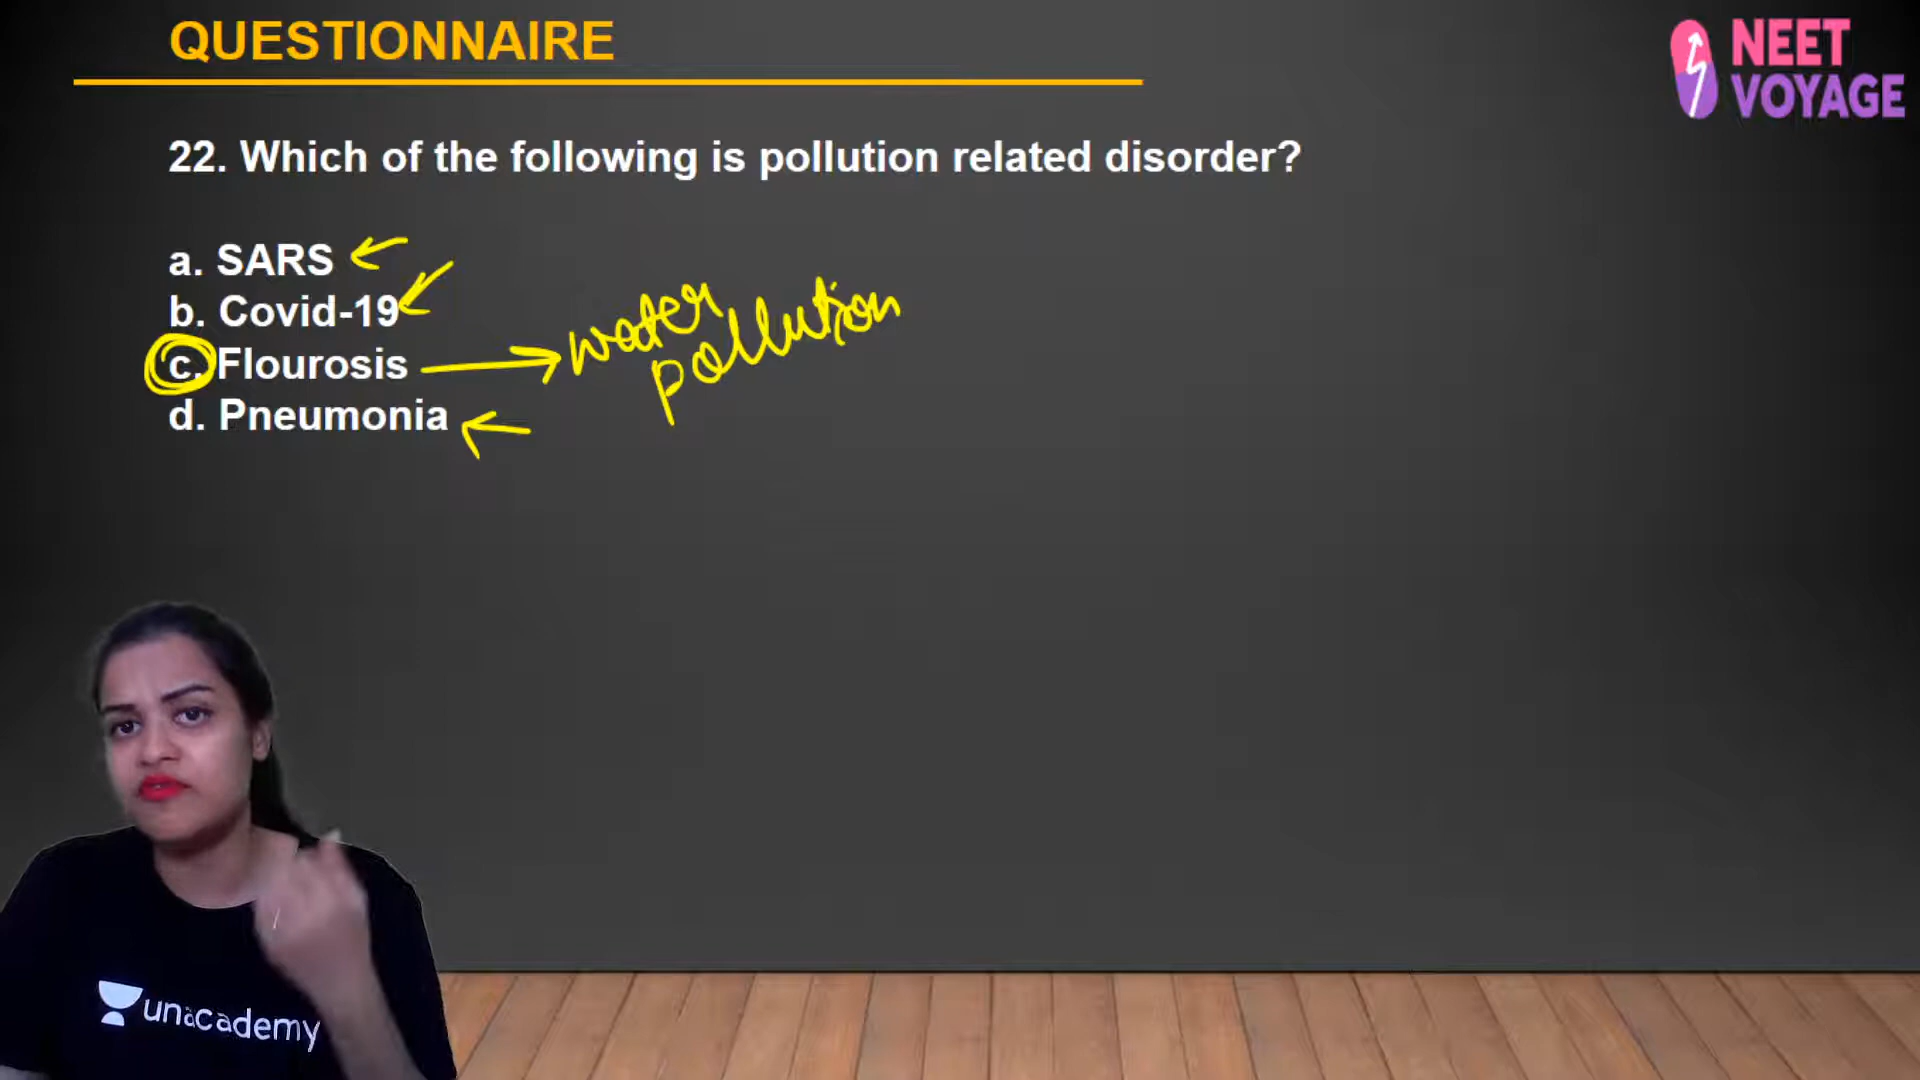 QUESTIONNAIRE
NEET
VOYAGE
22. Which of the following is pollution related disorder?
a. SARS
b. Covid-19
c. Flourosis
water
pollution
d. Pneumonia
unacademy